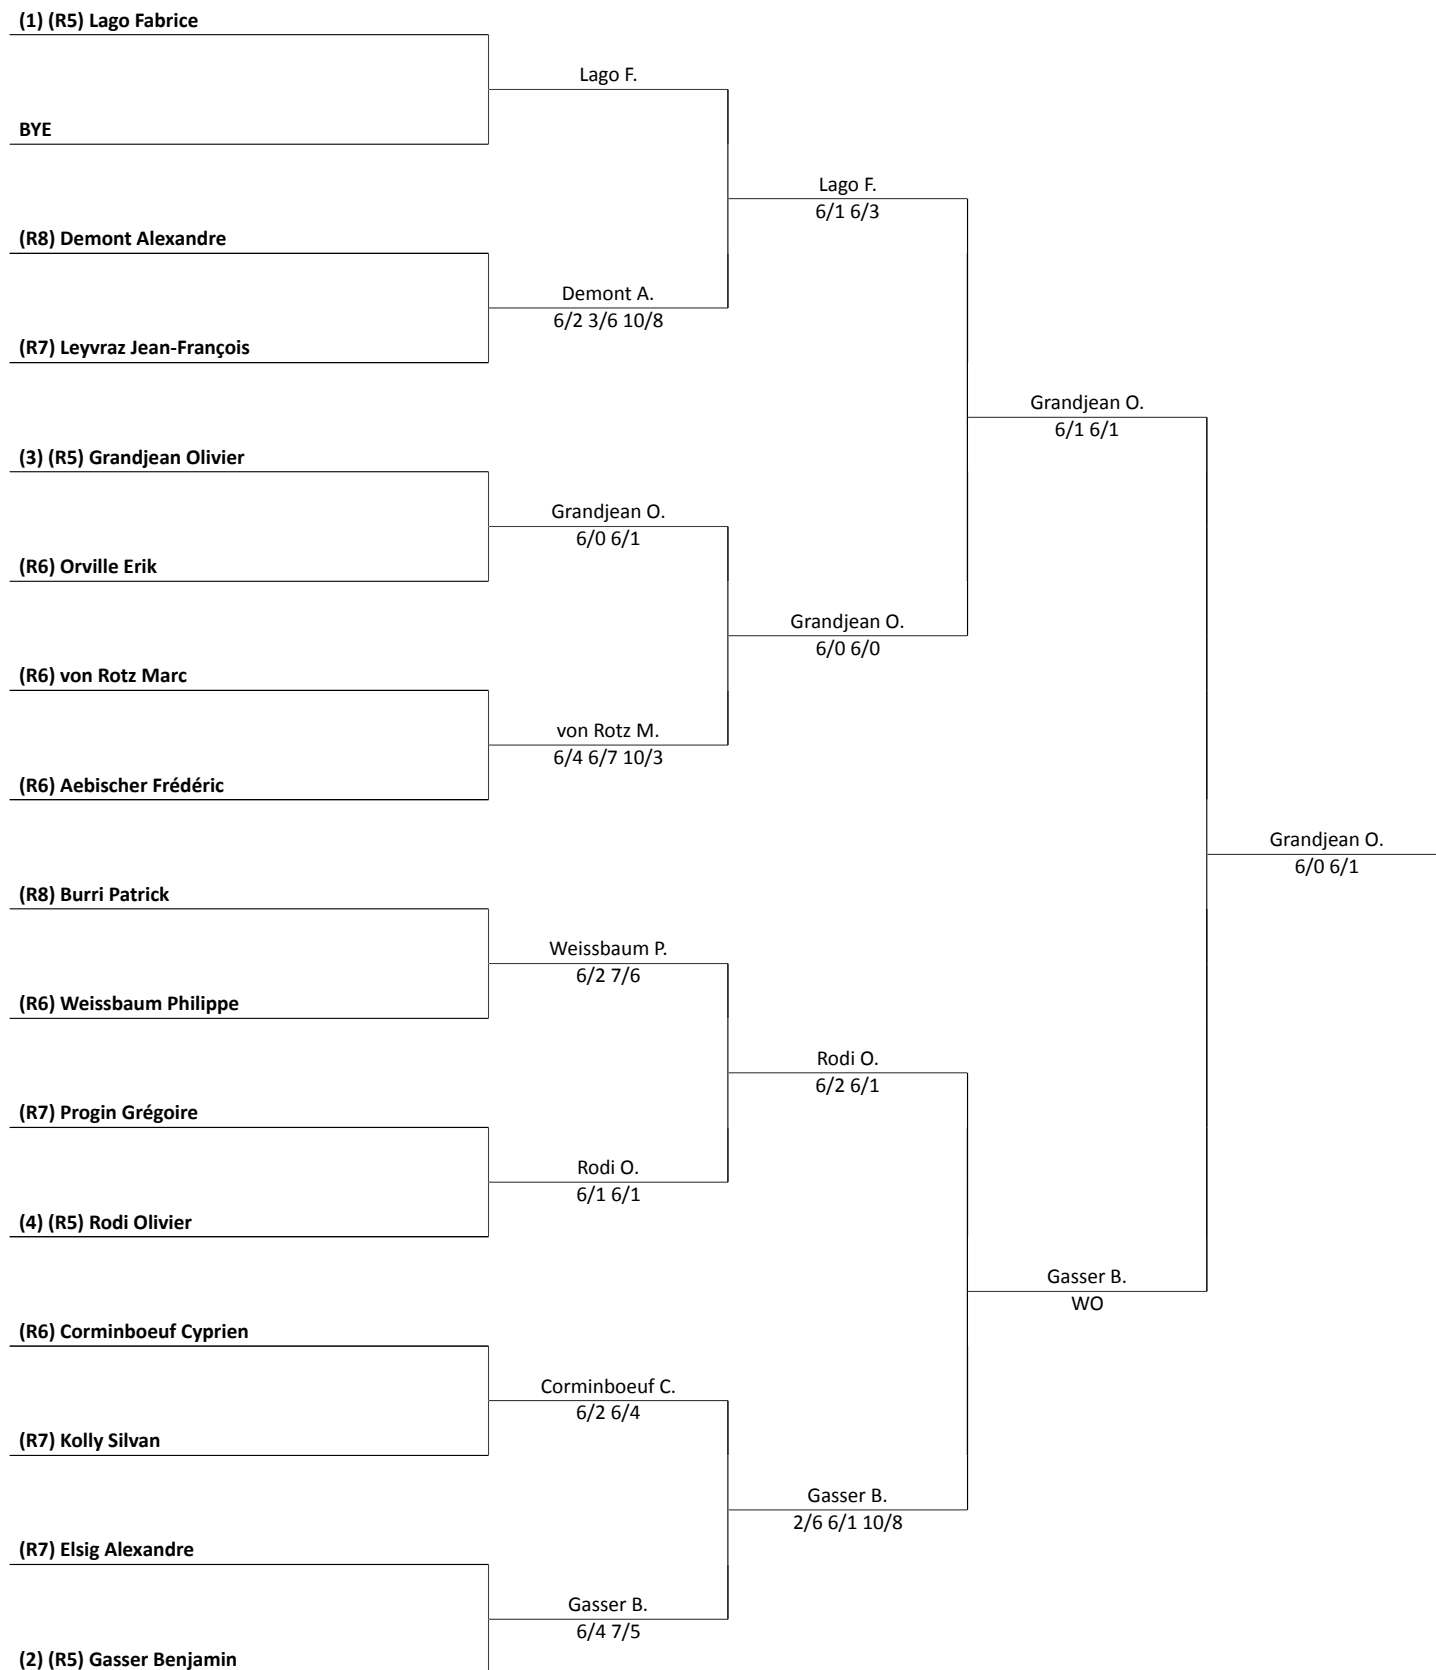 (1) (R5) Lago Fabrice
Lago F.
BYE
Lago F.
6/1 6/3
(R8) Demont Alexandre
Demont A.
6/2 3/6 10/8
(R7) Leyvraz Jean-François
Grandjean O.
6/1 6/1
(3) (R5) Grandjean Olivier
Grandjean O.
6/0 6/1
(R6) Orville Erik
Grandjean O.
6/0 6/0
(R6) von Rotz Marc
von Rotz M.
6/4 6/7 10/3
(R6) Aebischer Frédéric
Grandjean O.
6/0 6/1
(R8) Burri Patrick
Weissbaum P.
6/2 7/6
(R6) Weissbaum Philippe
Rodi O.
6/2 6/1
(R7) Progin Grégoire
Rodi O.
6/1 6/1
(4) (R5) Rodi Olivier
Gasser B.
WO
(R6) Corminboeuf Cyprien
Corminboeuf C.
6/2 6/4
(R7) Kolly Silvan
Gasser B.
2/6 6/1 10/8
(R7) Elsig Alexandre
Gasser B.
6/4 7/5
(2) (R5) Gasser Benjamin